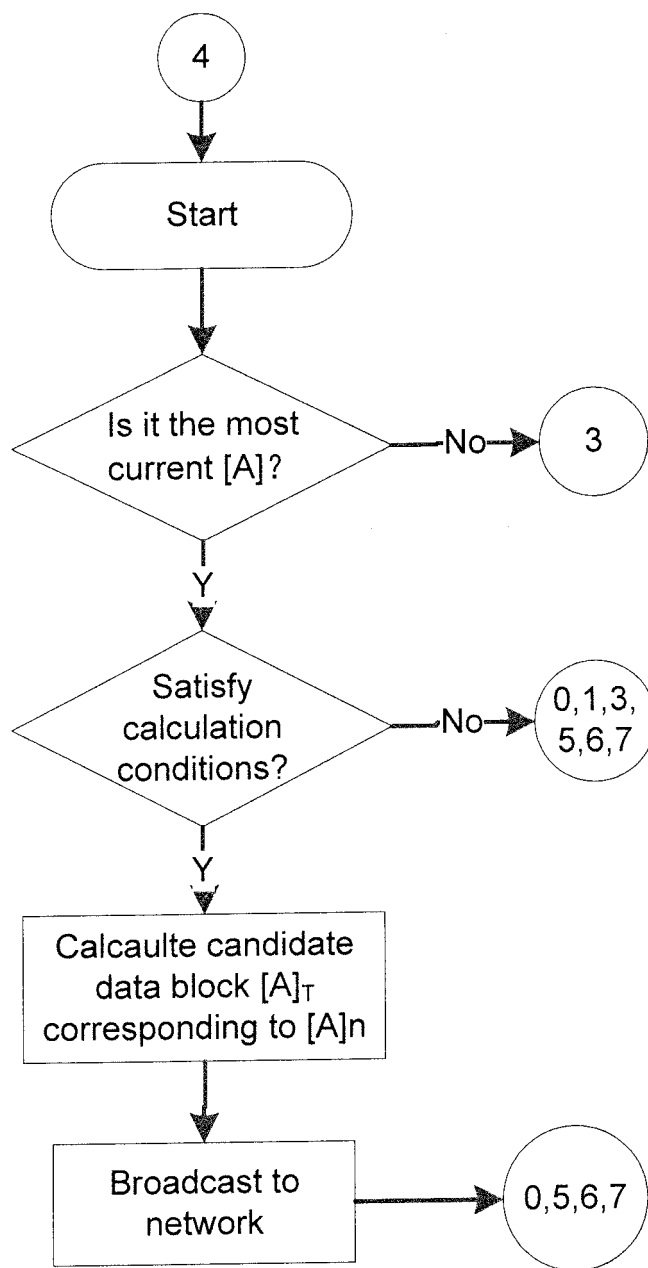 4
Start
Is it the most
current [A]?
No
3
Y
Satisfy
calculation
conditions?
No
0,1,3,
5,6,7
Y
Calcaulte candidate
data block [A]T
corresponding to [A]n
Broadcast to
network
0,5,6,7